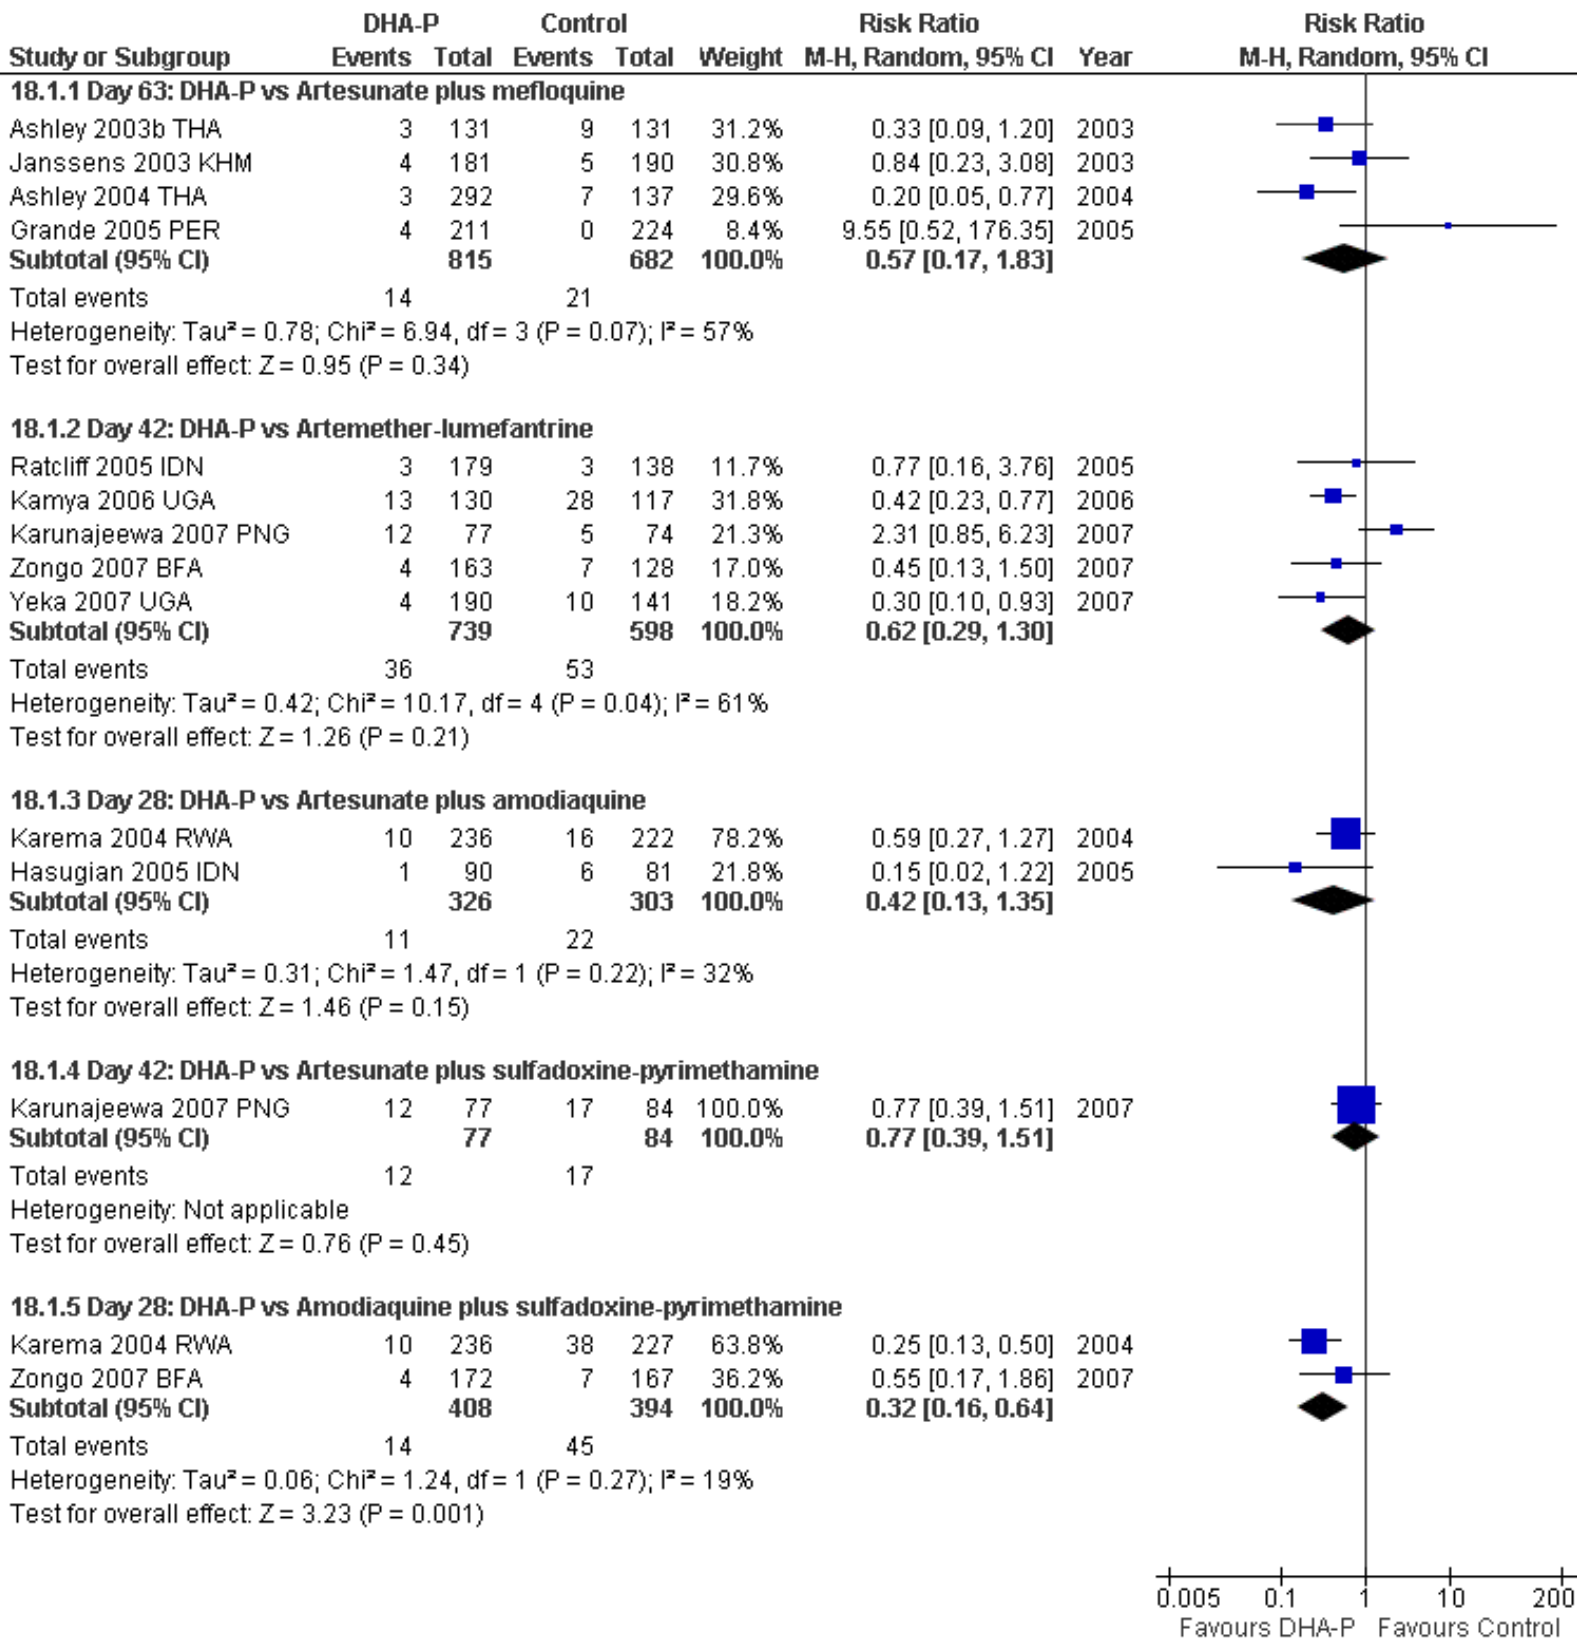 DHA-P Control Risk Ratio Risk Ratio
Study or Subgroup Events Total Events Total Weight M-H, Random, 95% CI Year M-H, Random, 95% CI
18.1.1 Day 63: DHA-P vs Artesunate plus mefloquine
Ashley 2003b THA 3 131 9 131 31.2% 0.33 [0.09, 1.20] 2003
Janssens 2003 KHM 4 181 5 190 30.8% 0.84 [0.23, 3.08] 2003
Ashley 2004 THA 3 292 7 137 29.6% 0.20 [0.05, 0.77] 2004
Grande 2005 PER 4 211 0 224 8.4% 9.55 [0.52, 176.35] 2005
Subtotal (95% CI) 815 682 100.0% 0.57 [0.17, 1.83]
Total events 14 21
Heterogeneity: Tau² = 0.78; Chi² = 6.94, df = 3 (P = 0.07); I² = 57%
Test for overall effect: Z = 0.95 (P = 0.34)
18.1.2 Day 42: DHA-P vs Artemether-lumefantrine
Ratcliff 2005 IDN 3 179 3 138 11.7% 0.77 [0.16, 3.76] 2005
Kamya 2006 UGA 13 130 28 117 31.8% 0.42 [0.23, 0.77] 2006
Karunajeewa 2007 PNG 12 77 5 74 21.3% 2.31 [0.85, 6.23] 2007
Zongo 2007 BFA 4 163 7 128 17.0% 0.45 [0.13, 1.50] 2007
Yeka 2007 UGA 4 190 10 141 18.2% 0.30 [0.10, 0.93] 2007
Subtotal (95% CI) 739 598 100.0% 0.62 [0.29, 1.30]
Total events 36 53
Heterogeneity: Tau² = 0.42; Chi² = 10.17, df = 4 (P = 0.04); I² = 61%
Test for overall effect: Z = 1.26 (P = 0.21)
18.1.3 Day 28: DHA-P vs Artesunate plus amodiaquine
Karema 2004 RWA 10 236 16 222 78.2% 0.59 [0.27, 1.27] 2004
Hasugian 2005 IDN 1 90 6 81 21.8% 0.15 [0.02, 1.22] 2005
Subtotal (95% CI) 326 303 100.0% 0.42 [0.13, 1.35]
Total events 11 22
Heterogeneity: Tau² = 0.31; Chi² = 1.47, df = 1 (P = 0.22); I² = 32%
Test for overall effect: Z = 1.46 (P = 0.15)
18.1.4 Day 42: DHA-P vs Artesunate plus sulfadoxine-pyrimethamine
Karunajeewa 2007 PNG 12 77 17 84 100.0% 0.77 [0.39, 1.51] 2007
Subtotal (95% CI) 77 84 100.0% 0.77 [0.39, 1.51]
Total events 12 17
Heterogeneity: Not applicable
Test for overall effect: Z = 0.76 (P = 0.45)
18.1.5 Day 28: DHA-P vs Amodiaquine plus sulfadoxine-pyrimethamine
Karema 2004 RWA 10 236 38 227 63.8% 0.25 [0.13, 0.50] 2004
Zongo 2007 BFA 4 172 7 167 36.2% 0.55 [0.17, 1.86] 2007
Subtotal (95% CI) 408 394 100.0% 0.32 [0.16, 0.64]
Total events 14 45
Heterogeneity: Tau² = 0.06; Chi² = 1.24, df = 1 (P = 0.27); I² = 19%
Test for overall effect: Z = 3.23 (P = 0.001)
0.005 0.1 1 10 200
Favours DHA-P Favours Control